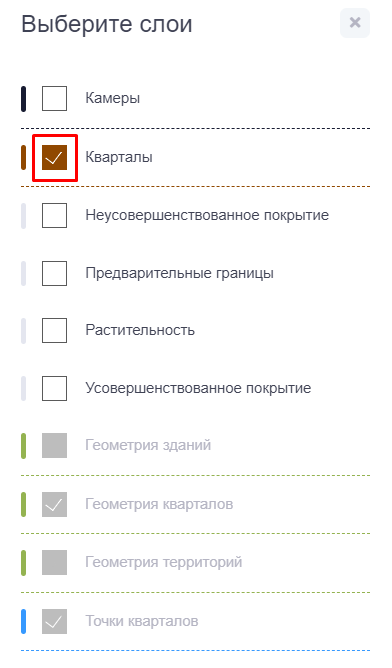 Выберите слои
Камеры
Кварталы
Неусовершенствованное покрытие
Предварительные границы
Растительность
Усовершенствованное покрытие
Геометрия зданий
Геометрия кварталов
Геометрия территорий
Точки кварталов